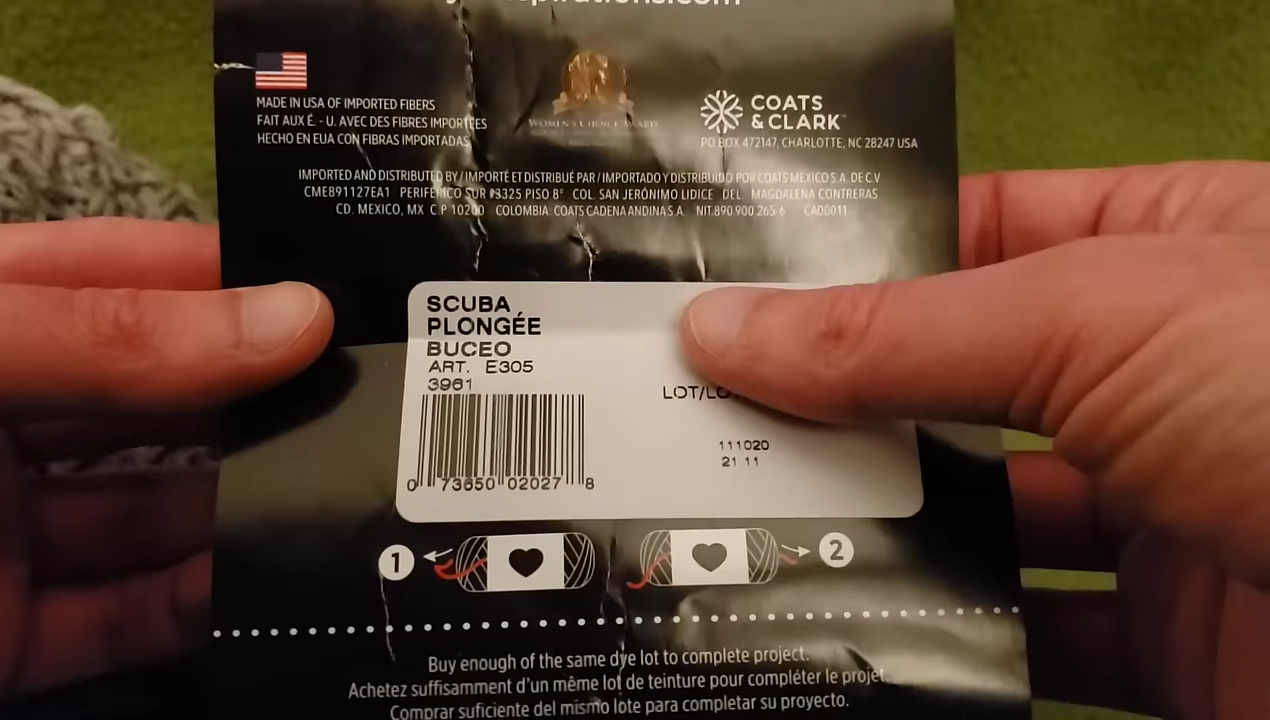 MADE IN USA OF IMPORTED FIBERS
FAIT AUX É. - U. AVEC DES FIBRES IMPORTÉES
HECHO EN EUA CON FIBRAS IMPORTADAS
WOMEN'S CHOICE AWARD
COATS
& CLARK
PO BOX 472147, CHARLOTTE, NC 28247 USA
IMPORTED AND DISTRIBUTED BY / IMPORTÉ ET DISTRIBUÉ PAR / IMPORTADO Y DISTRIBUIDO POR COATS MEXICO S.A. DE C.V
CME891127EA1 PERIFÉRICO SUR #3325 PISO 8° COL. SAN JERÓNIMO LIDICE DEL. MAGDALENA CONTRERAS
CD. MEXICO, MX C.P 10200 COLOMBIA COATS CADENA ANDINA S.A. NIT.890 900 265-6 CA00011
SCUBA
PLONGÉE
BUCEO
ART. E305
3961
LOT/
111020
21 11
0 73650 02027 8
1
2
Buy enough of the same dye lot to complete project.
Achetez suffisamment d'un même lot de teinture pour compléter le projet.
Comprar suficiente del mismo lote para completar su proyecto.